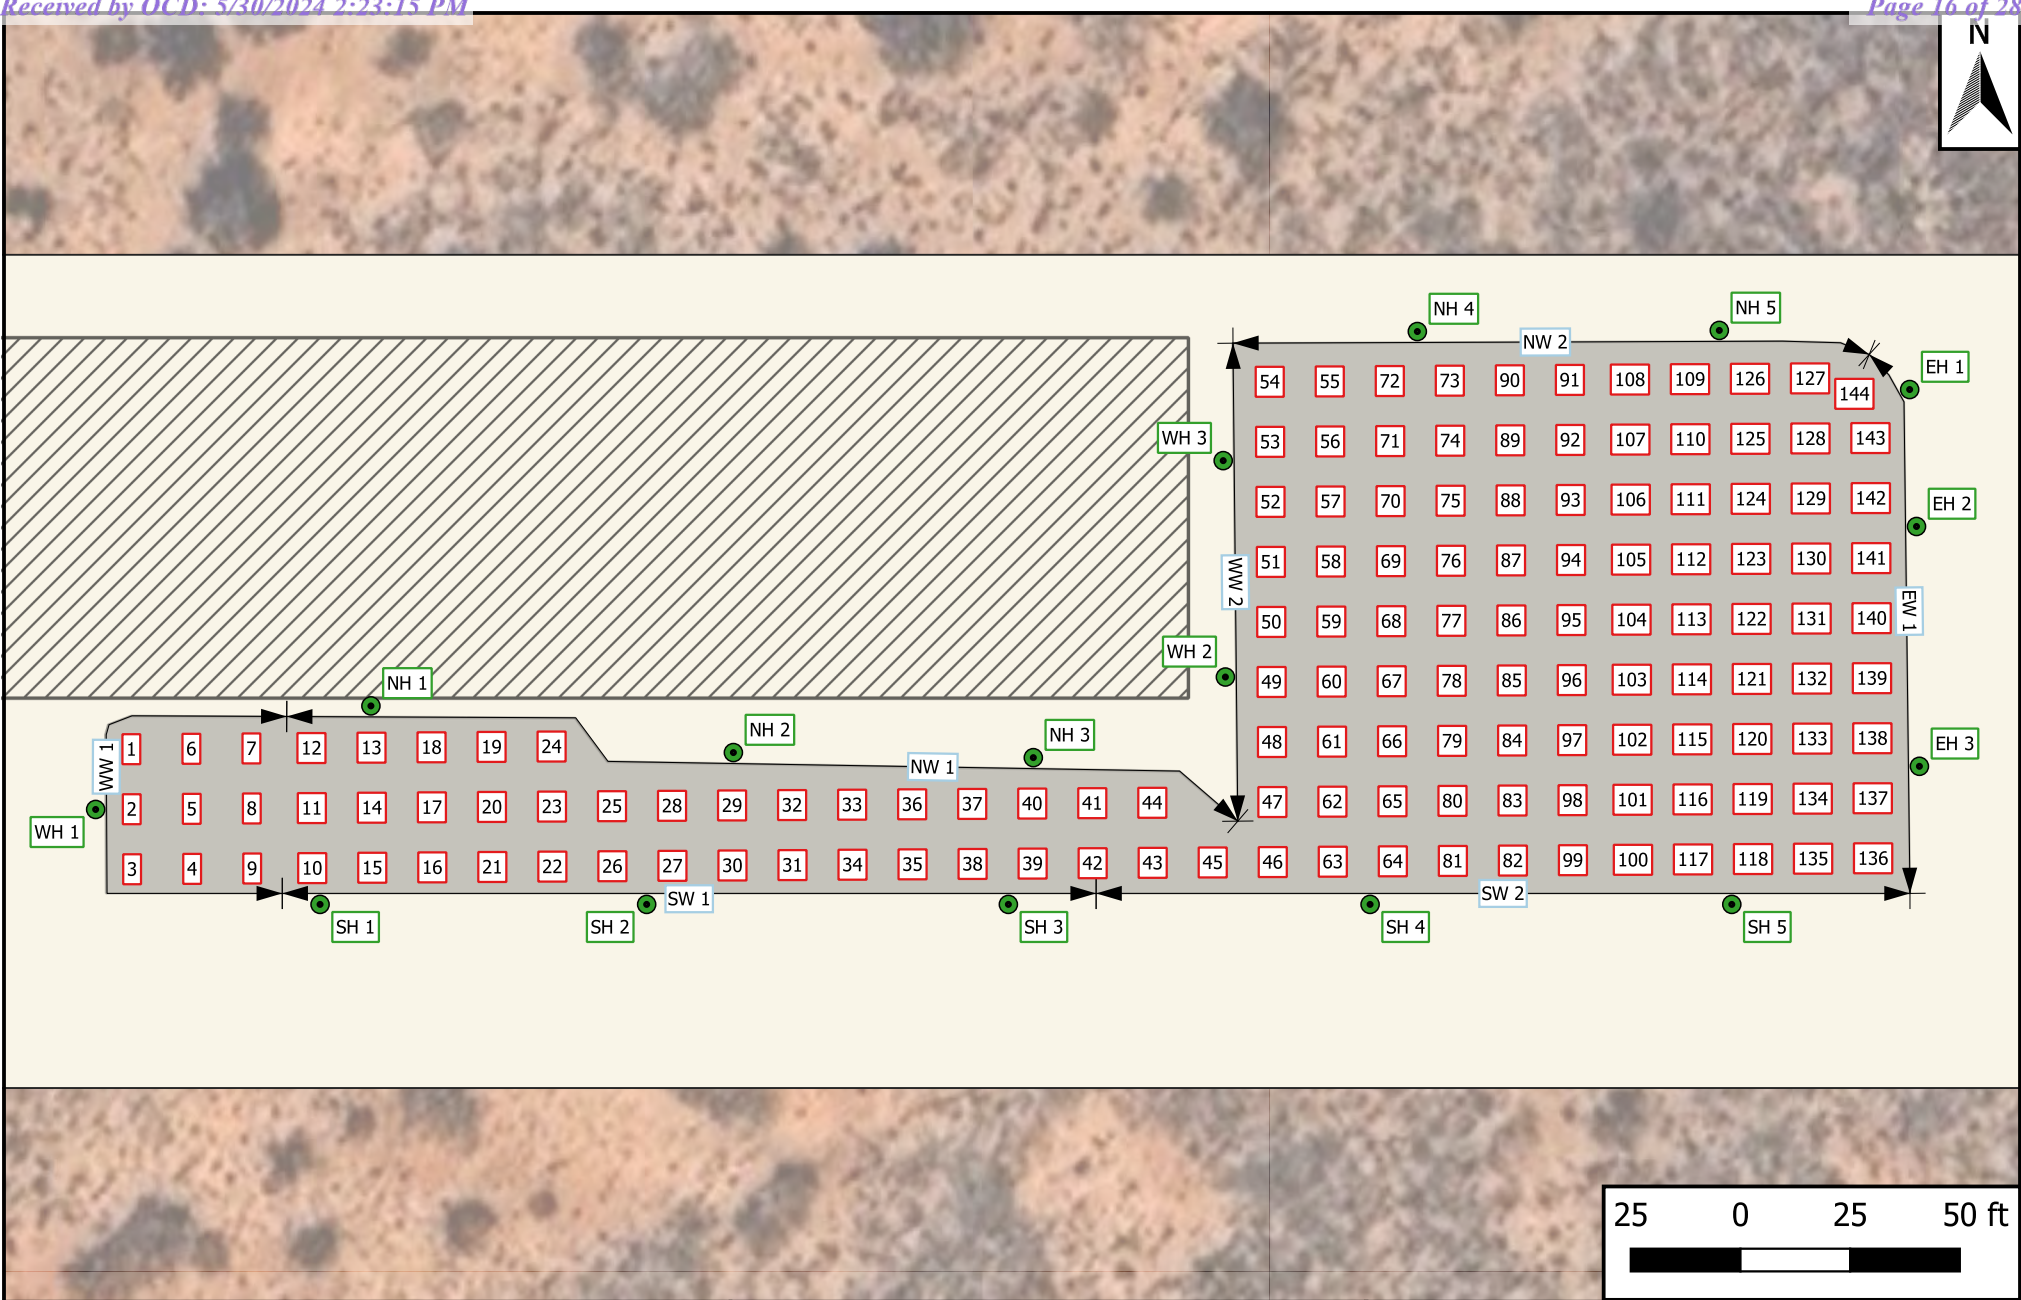 Received by OCD: 5/30/2024 2:23:15 PM
Page 16 of 28
N
NH 4
NH 5
NW 2
EH 1
54 55 72 73 90 91 108 109 126 127
144
WH 3
53 56 71 74 89 92 107 110 125 128 143
52 57 70 75 88 93 106 111 124 129 142
EH 2
51 58 69 76 87 94 105 112 123 130 141
WW 2
EW 1
50 59 68 77 86 95 104 113 122 131 140
WH 2
49 60 67 78 85 96 103 114 121 132 139
NH 1
NH 2
NH 3
48 61 66 79 84 97 102 115 120 133 138
EH 3
1 6 7 12 13 18 19 24
WW 1
NW 1
2 5 8 11 14 17 20 23 25 28 29 32 33 36 37 40 41 44 47 62 65 80 83 98 101 116 119 134 137
WH 1
3 4 9 10 15 16 21 22 26 27 30 31 34 35 38 39 42 43 45 46 63 64 81 82 99 100 117 118 135 136
SW 1
SW 2
SH 1
SH 2
SH 3
SH 4
SH 5
25 0 25 50 ft